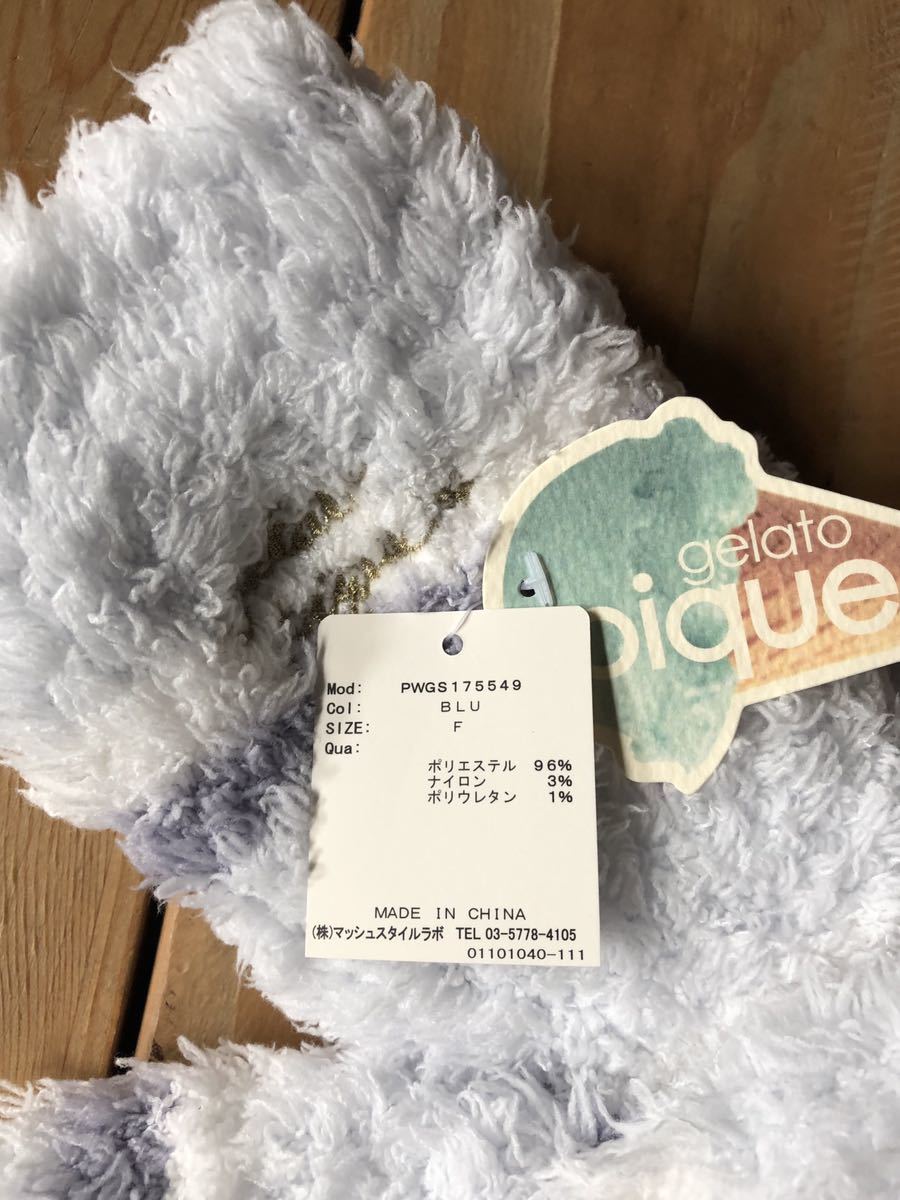 gelato
pique
Mod: PWGS175549
Col: BLU
SIZE: F
Qua:
ポリエステル 96%
ナイロン 3%
ポリウレタン 1%
MADE IN CHINA
(株)マッシュスタイルラボ TEL 03-5778-4105
01101040-111